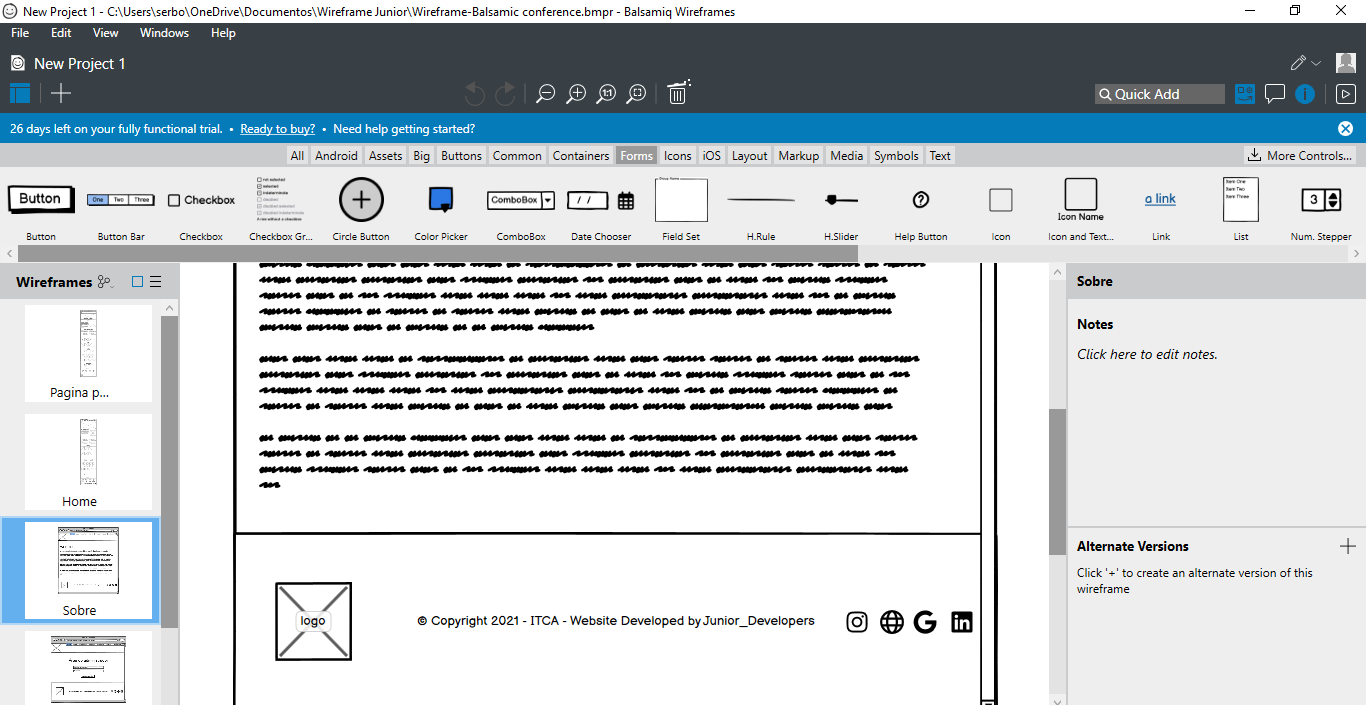 New Project 1 - C:\Users\serbo\OneDrive\Documentos\Wireframe Junior\Wireframe-Balsamic conference.bmpr - Balsamiq Wireframes
File Edit View Windows Help
New Project 1
1:1
Quick Add
26 days left on your fully functional trial. • Ready to buy? • Need help getting started?
All Android Assets Big Buttons Common Containers Forms Icons iOS Layout Markup Media Symbols Text More Controls...
Button One Two Three Checkbox ComboBox / / Icon Name a link Item One Item Two Item Three 3
Button Button Bar Checkbox Checkbox Gr... Circle Button Color Picker ComboBox Date Chooser Field Set H.Rule H.Slider Help Button Icon Icon and Text... Link List Num. Stepper
Wireframes
Pagina p...
Home
Sobre
Sobre
Notes
Click here to edit notes.
Alternate Versions
Click '+' to create an alternate version of this
wireframe
logo
© Copyright 2021 - ITCA - Website Developed by Junior_Developers